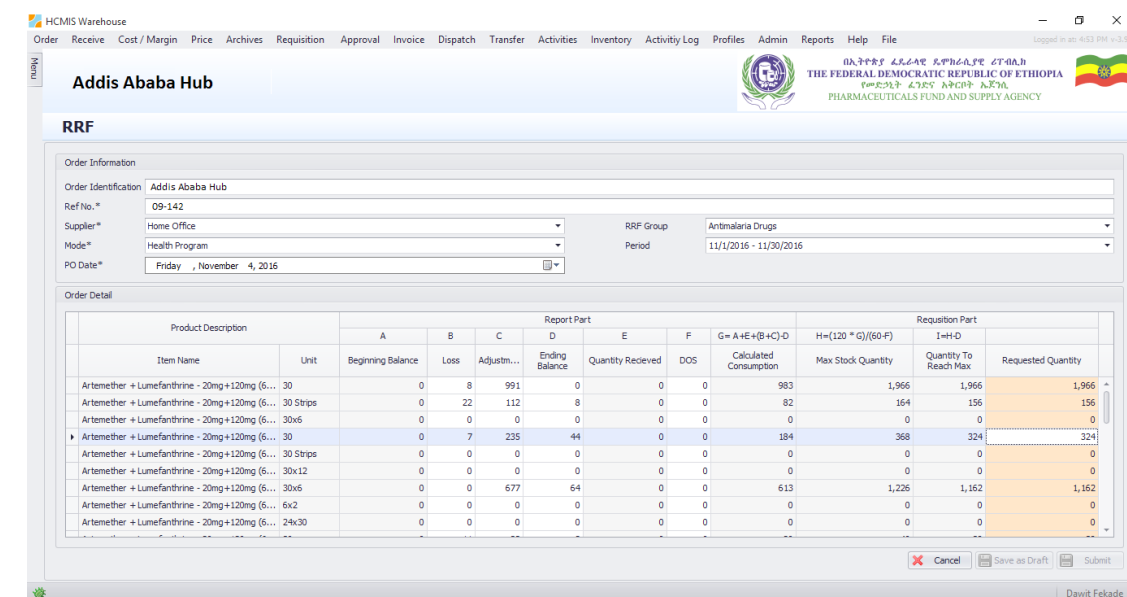 HCMIS Warehouse
Order Receive Cost / Margin Price Archives Requisition Approval Invoice Dispatch Transfer Activities Inventory Activitiy Log Profiles Admin Reports Help File Logged in at: 4:53 PM v-3.
Menu
Addis Ababa Hub
THE FEDERAL DEMOCRATIC REPUBLIC OF ETHIOPIA
PHARMACEUTICALS FUND AND SUPPLY AGENCY
RRF
Order Information
Order Identification Addis Ababa Hub
Ref No.* 09-142
Supplier* Home Office RRF Group Antimalaria Drugs
Mode* Health Program Period 11/1/2016 - 11/30/2016
PO Date* Friday , November 4, 2016
Order Detail
Product Description Report Part Requsition Part
A B C D E F G= A+E+(B+C)-D H=(120 * G)/(60-F) I=H-D
Item Name Unit Beginning Balance Loss Adjustm... Ending Balance Quantity Recieved DOS Calculated Consumption Max Stock Quantity Quantity To Reach Max Requested Quantity
Artemether + Lumefanthrine - 20mg+120mg (6... 30 0 8 991 0 0 0 983 1,966 1,966 1,966
Artemether + Lumefanthrine - 20mg+120mg (6... 30 Strips 0 22 112 8 0 0 82 164 156 156
Artemether + Lumefanthrine - 20mg+120mg (6... 30x6 0 0 0 0 0 0 0 0 0 0
Artemether + Lumefanthrine - 20mg+120mg (6... 30 0 7 235 44 0 0 184 368 324 324
Artemether + Lumefanthrine - 20mg+120mg (6... 30 Strips 0 0 0 0 0 0 0 0 0 0
Artemether + Lumefanthrine - 20mg+120mg (6... 30x12 0 0 0 0 0 0 0 0 0 0
Artemether + Lumefanthrine - 20mg+120mg (6... 30x6 0 0 677 64 0 0 613 1,226 1,162 1,162
Artemether + Lumefanthrine - 20mg+120mg (6... 6x2 0 0 0 0 0 0 0 0 0 0
Artemether + Lumefanthrine - 20mg+120mg (6... 24x30 0 0 0 0 0 0 0 0 0 0
Cancel Save as Draft Submit
Dawit Fekade